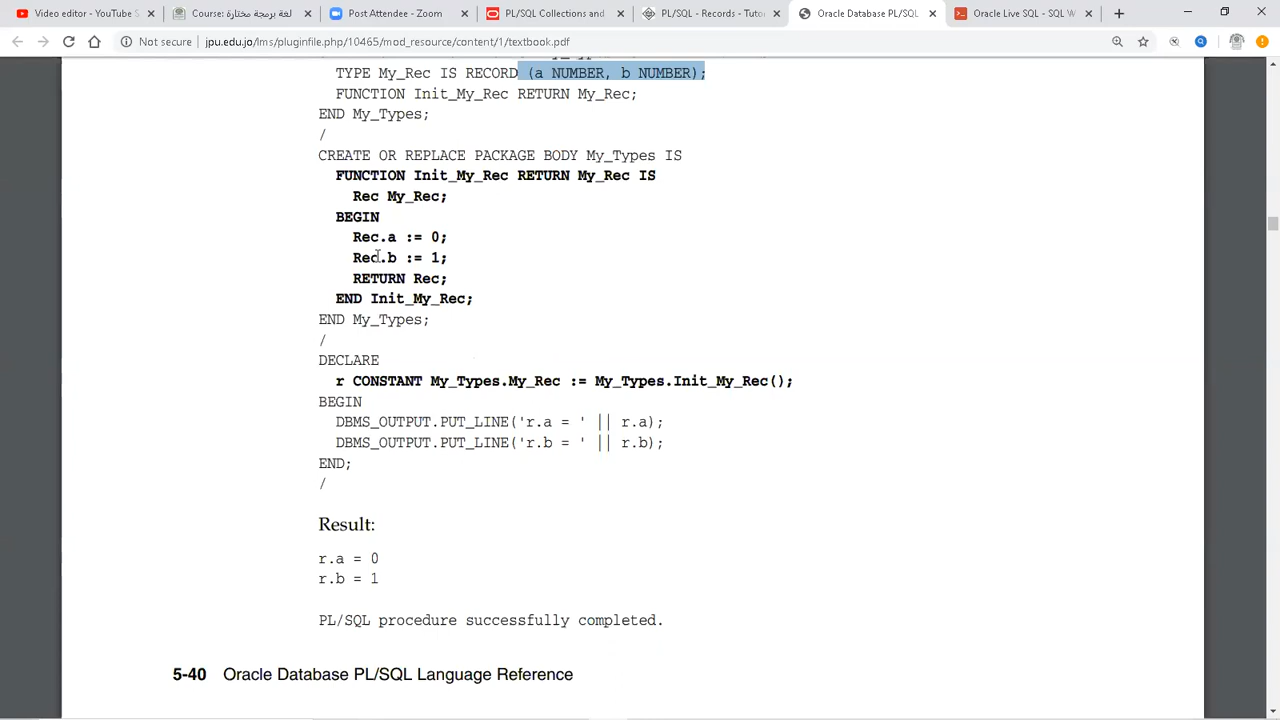 Video editor - YouTube S
Course: لغة برمجة مختار
Post Attendee - Zoom
PL/SQL Collections and
PL/SQL - Records - Tutor
Oracle Database PL/SQL
Oracle Live SQL - SQL W
Not secure | jpu.edu.jo/lms/pluginfile.php/10465/mod_resource/content/1/textbook.pdf
TYPE My_Rec IS RECORD (a NUMBER, b NUMBER);
FUNCTION Init_My_Rec RETURN My_Rec;
END My_Types;
/
CREATE OR REPLACE PACKAGE BODY My_Types IS
FUNCTION Init_My_Rec RETURN My_Rec IS
Rec My_Rec;
BEGIN
Rec.a := 0;
Rec.b := 1;
RETURN Rec;
END Init_My_Rec;
END My_Types;
/
DECLARE
r CONSTANT My_Types.My_Rec := My_Types.Init_My_Rec();
BEGIN
DBMS_OUTPUT.PUT_LINE('r.a = ' || r.a);
DBMS_OUTPUT.PUT_LINE('r.b = ' || r.b);
END;
/
Result:
r.a = 0
r.b = 1
PL/SQL procedure successfully completed.
5-40 Oracle Database PL/SQL Language Reference